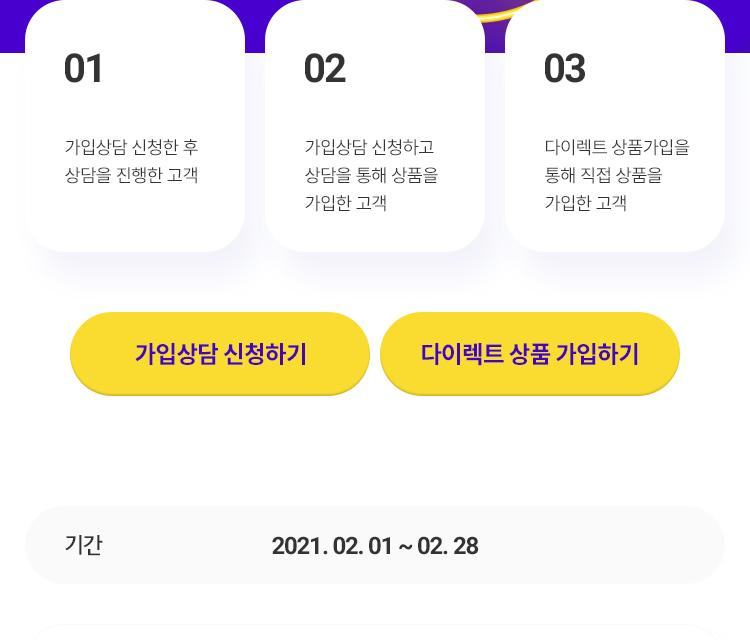 01
가입상담 신청한 후
상담을 진행한 고객
02
가입상담 신청하고
상담을 통해 상품을
가입한 고객
03
다이렉트 상품가입을
통해 직접 상품을
가입한 고객
가입상담 신청하기
다이렉트 상품 가입하기
기간
2021. 02. 01 ~ 02. 28